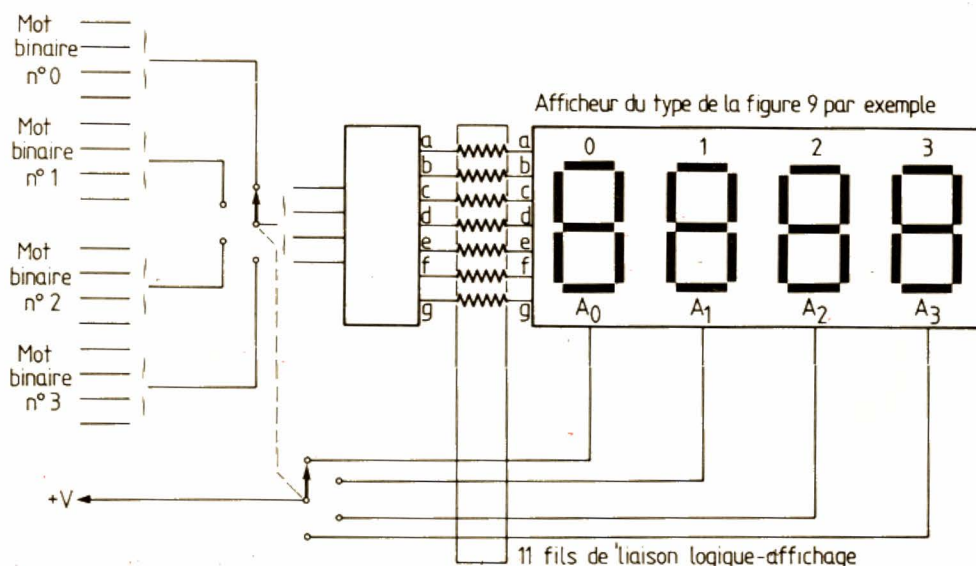 Mot
binaire
n°0
Mot
binaire
n°1
Mot
binaire
n°2
Mot
binaire
n°3
+V
a
b
c
d
e
f
g
Afficheur du type de la figure 9 par exemple
a
b
c
d
e
f
g
0 1 2 3
A0 A1 A2 A3
11 fils de liaison logique-affichage